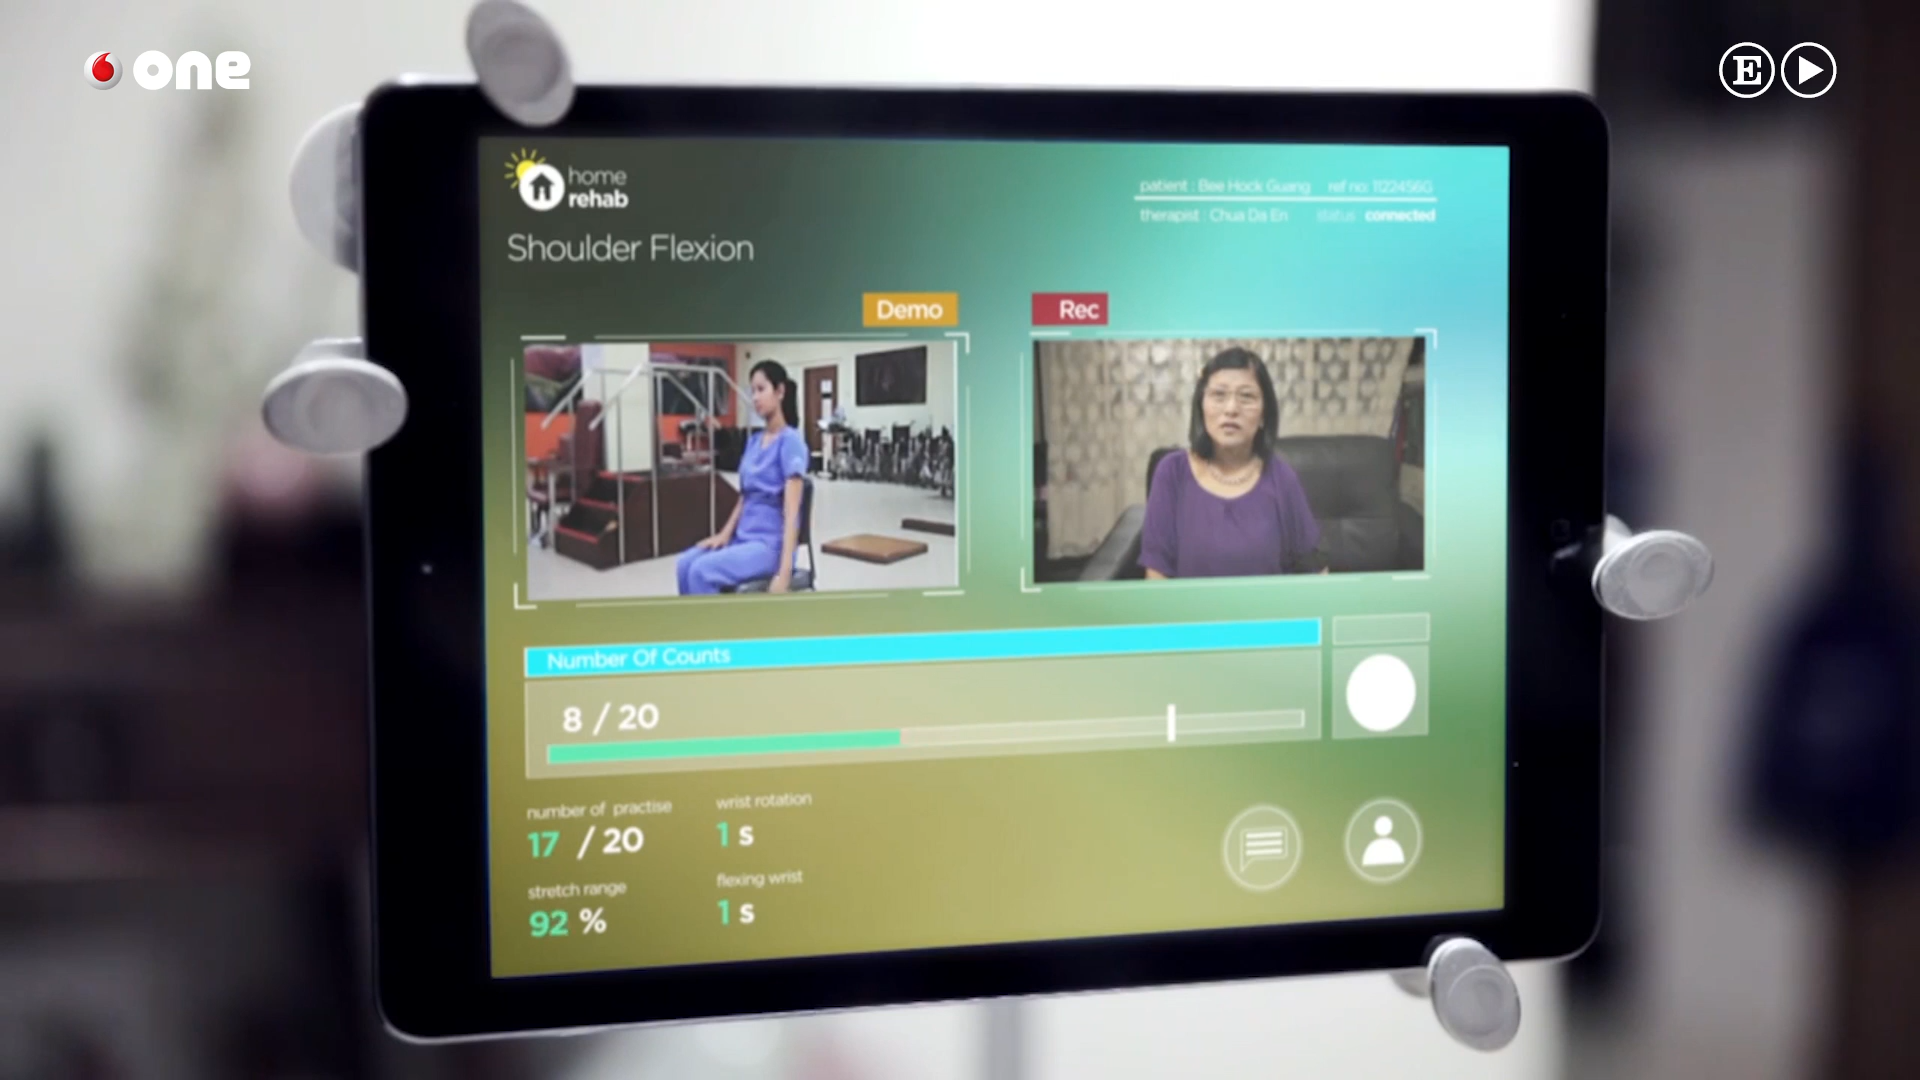 one
E
home
rehab
patient : Bee Hock Guang ref no: 1122456G
therapist : Chua Da En status connected
Shoulder Flexion
Demo
Rec
Number Of Counts
8 / 20
number of practise
17 / 20
wrist rotation
1 s
stretch range
92 %
flexing wrist
1 s